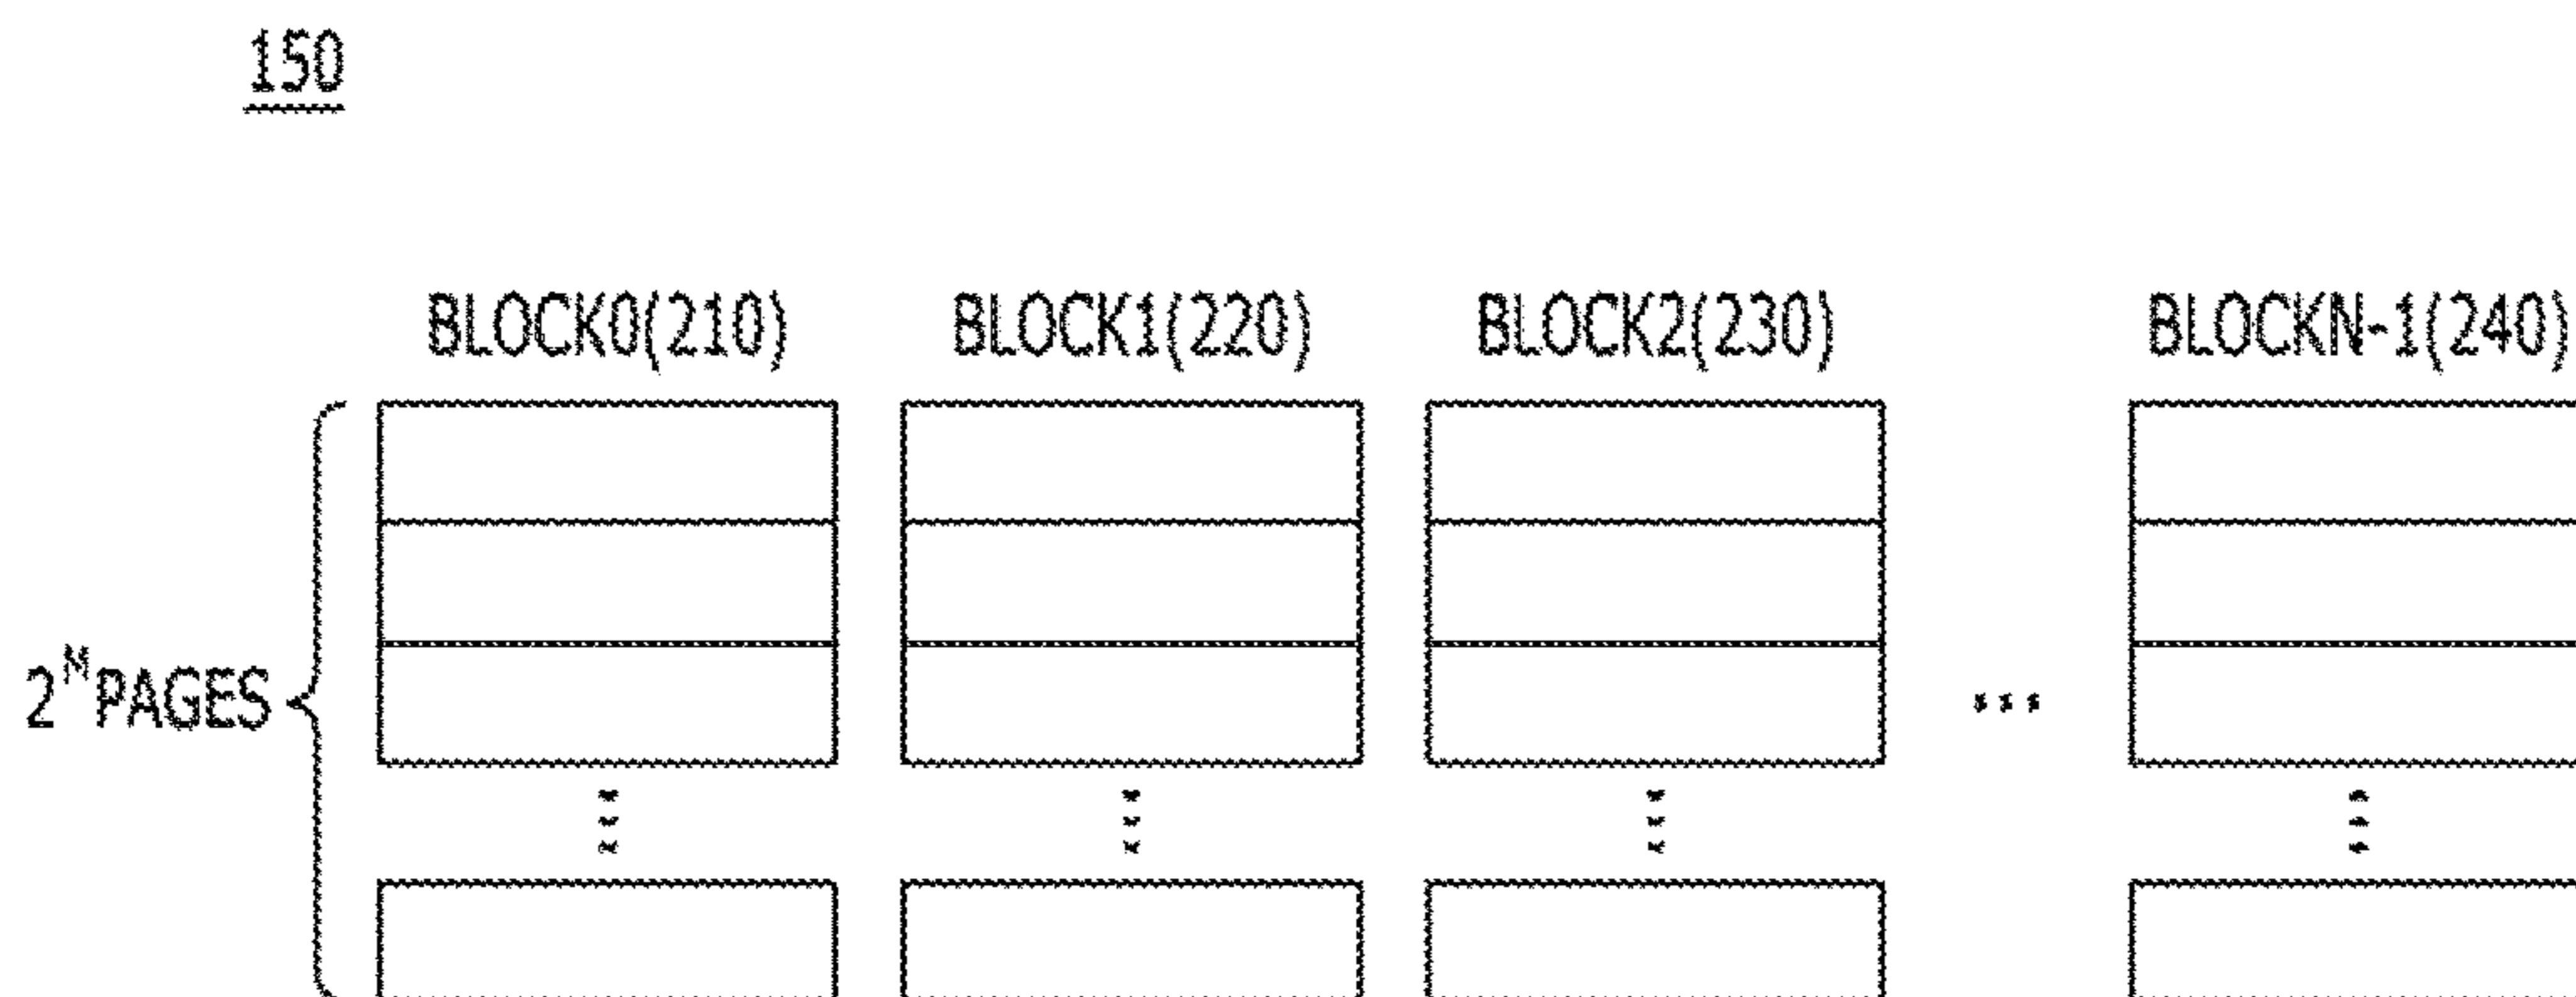 150
BLOCK0(210) BLOCK1(220) BLOCK2(230) BLOCKN-1(240)
2^M PAGES
...